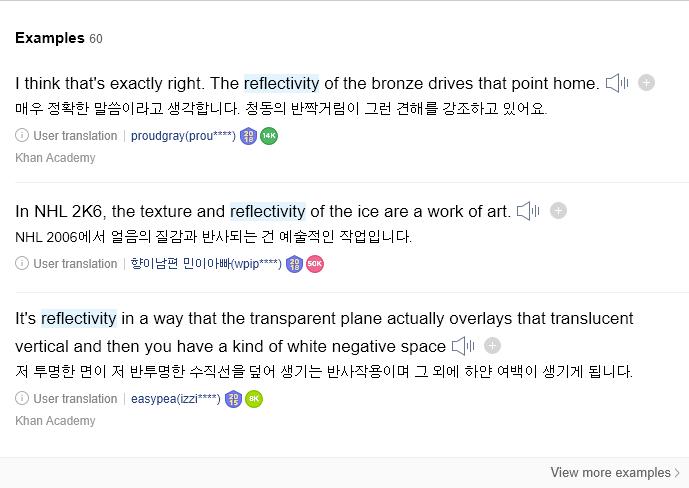 Examples 60
I think that's exactly right. The reflectivity of the bronze drives that point home.
매우 정확한 말씀이라고 생각합니다. 청동의 반짝거림이 그런 견해를 강조하고 있어요.
User translation | proudgray(prou****) 2018 14K
Khan Academy
In NHL 2K6, the texture and reflectivity of the ice are a work of art.
NHL 2006에서 얼음의 질감과 반사되는 건 예술적인 작업입니다.
User translation | 향이남편 민이아빠(wpip****) 2018 50K
It's reflectivity in a way that the transparent plane actually overlays that translucent
vertical and then you have a kind of white negative space
저 투명한 면이 저 반투명한 수직선을 덮어 생기는 반사작용이며 그 외에 하얀 여백이 생기게 됩니다.
User translation | easypea(izzi****) 2015 8K
Khan Academy
View more examples >